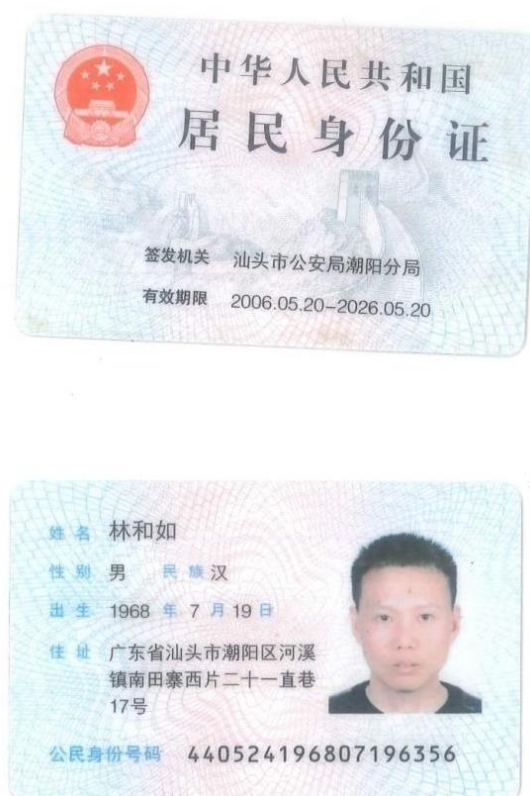 中华人民共和国
居民身份证
签发机关 汕头市公安局潮阳分局
有效期限 2006.05.20-2026.05.20
姓名 林和如
性别 男 民族 汉
出生 1968 年 7 月 19 日
住址 广东省汕头市潮阳区河溪
镇南田寨西片二十一直巷
17号
公民身份号码 440524196807196356